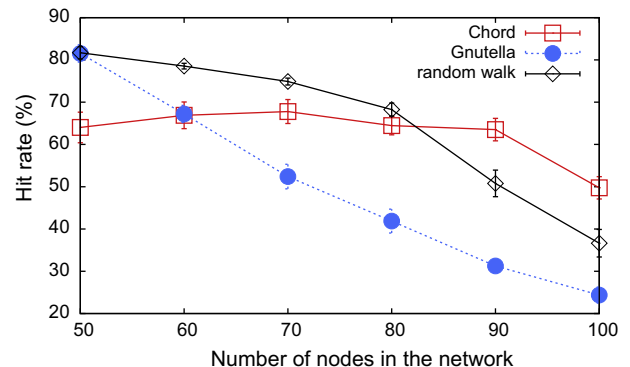 Chord
Gnutella
random walk
Hit rate (%)
90
80
70
60
50
40
30
20
50 60 70 80 90 100
Number of nodes in the network